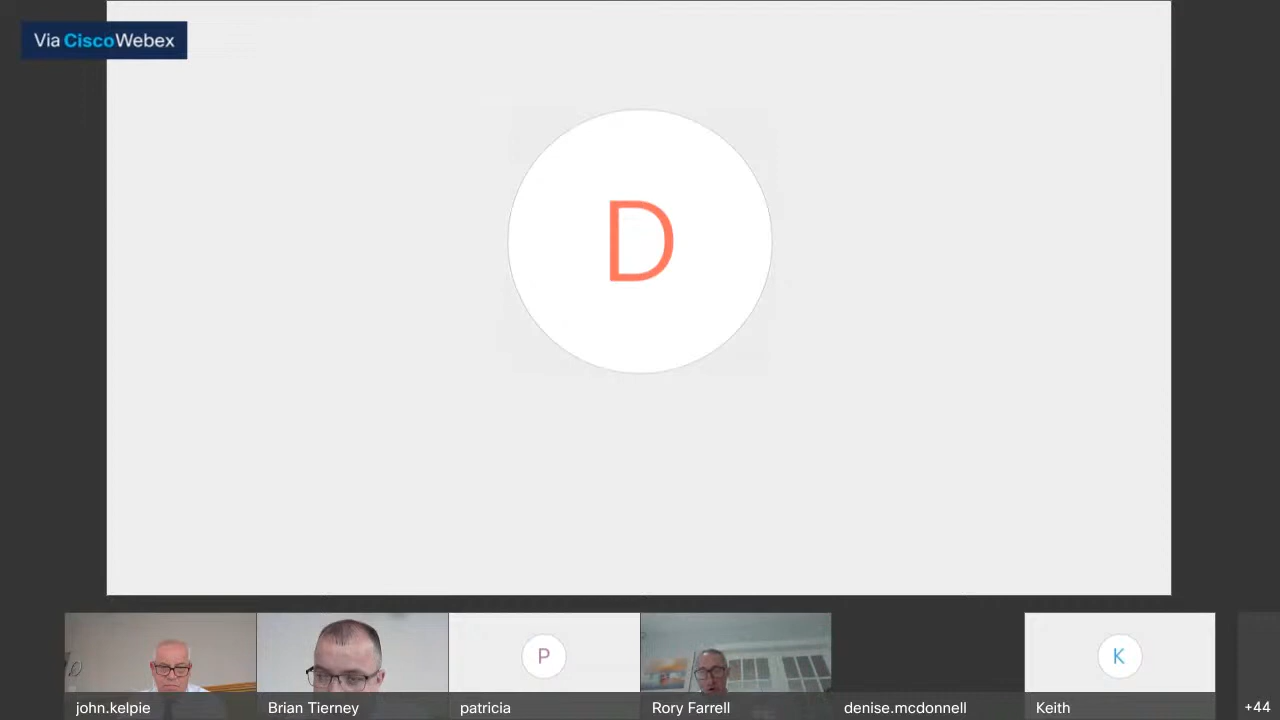 Via CiscoWebex
D
P
K
john.kelpie
Brian Tierney
patricia
Rory Farrell
denise.mcdonnell
Keith
+44